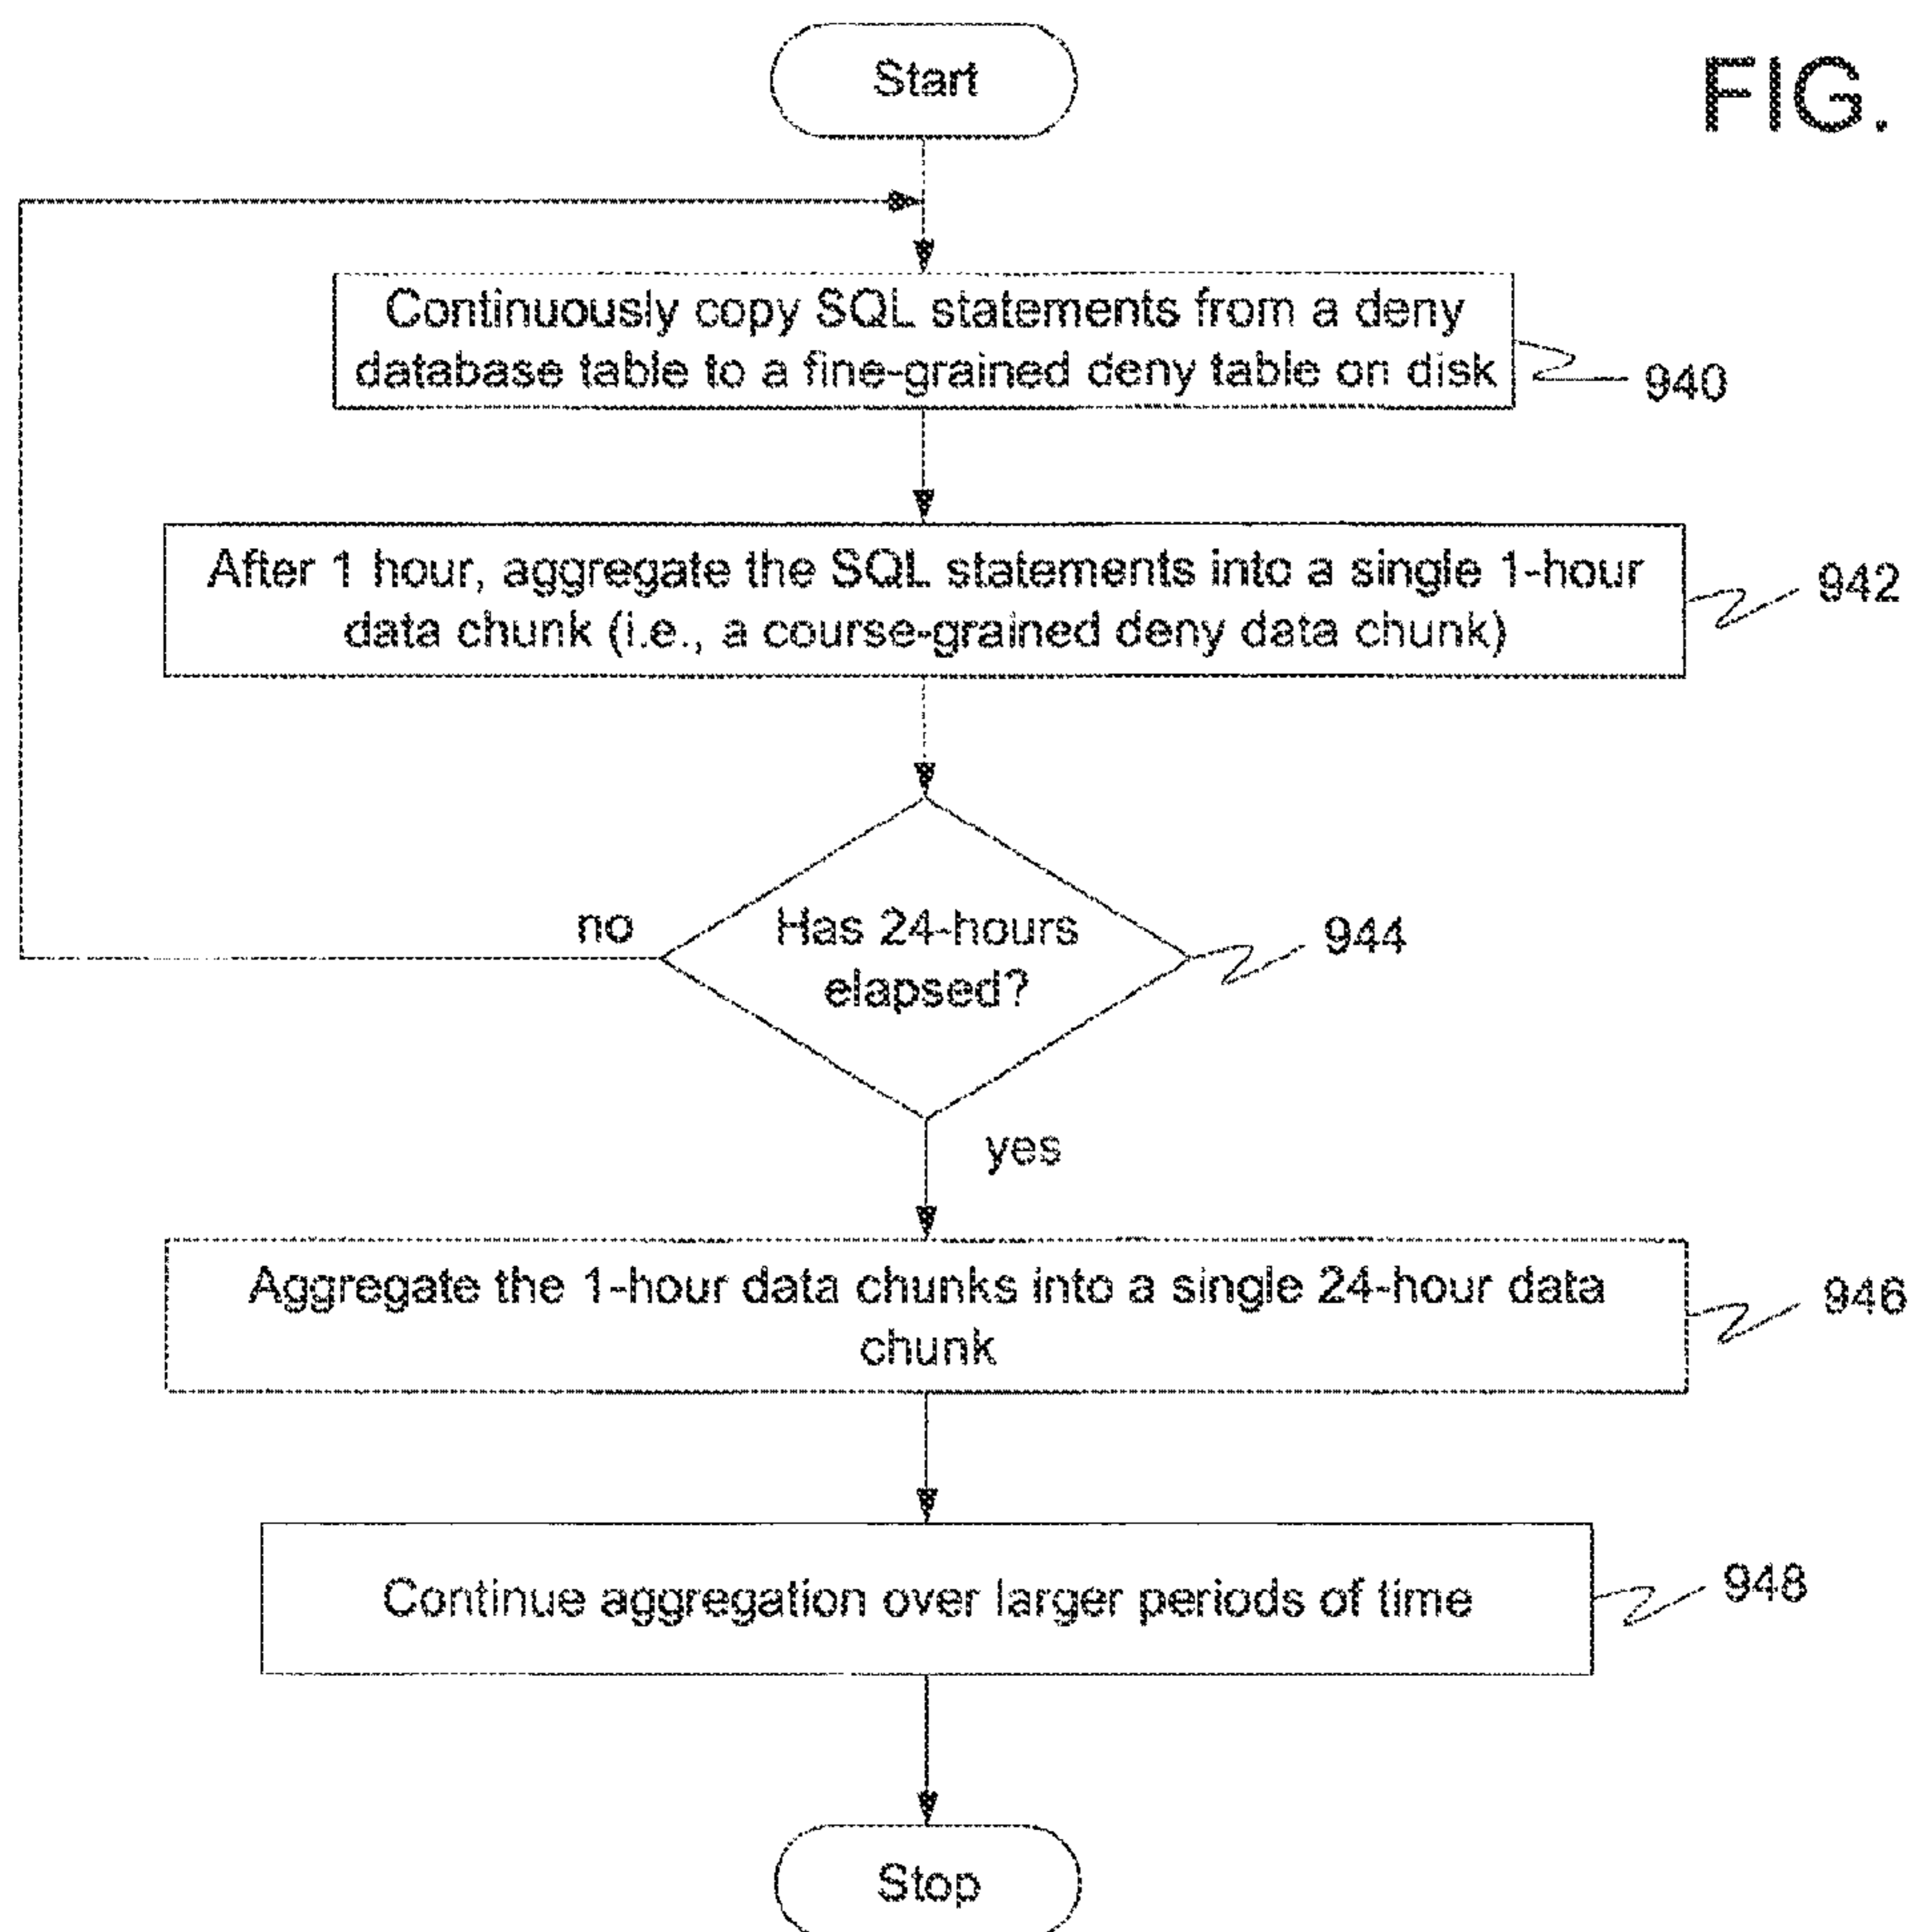 Start
FIG.
Continuously copy SQL statements from a deny
database table to a fine-grained deny table on disk
940
After 1 hour, aggregate the SQL statements into a single 1-hour
data chunk (i.e., a course-grained deny data chunk)
942
no
Has 24-hours
elapsed?
944
yes
Aggregate the 1-hour data chunks into a single 24-hour data
chunk
946
Continue aggregation over larger periods of time
948
Stop